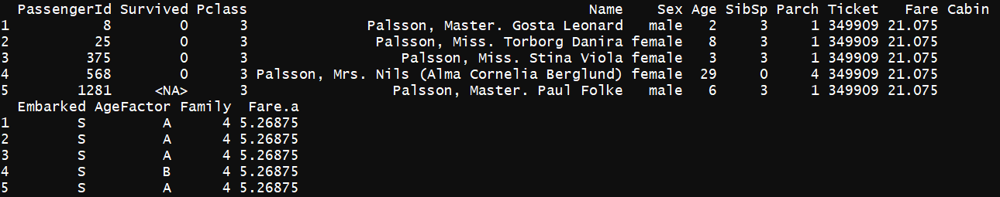 PassengerId Survived Pclass                                         Name    Sex Age SibSp Parch Ticket   Fare Cabin
1           8        0      3               Palsson, Master. Gosta Leonard   male   2     3     1 349909 21.075
2          25        0      3                Palsson, Miss. Torborg Danira female   8     3     1 349909 21.075
3         375        0      3                   Palsson, Miss. Stina Viola female   3     3     1 349909 21.075
4         568        0      3 Palsson, Mrs. Nils (Alma Cornelia Berglund) female  29     0     4 349909 21.075
5        1281     <NA>      3                  Palsson, Master. Paul Folke   male   6     3     1 349909 21.075
  Embarked AgeFactor Family  Fare.a
1        S         A      4 5.26875
2        S         A      4 5.26875
3        S         A      4 5.26875
4        S         B      4 5.26875
5        S         A      4 5.26875